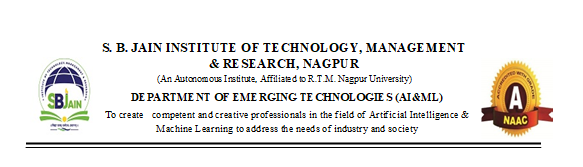 S. B. JAIN INSTITUTE OF TECHNOLOGY, MANAGEMENT
& RESEARCH, NAGPUR
(An Autonomous Institute, Affiliated to R.T.M. Nagpur University)
DEPARTMENT OF EMERGING TECHNOLOGIES (AI&ML)
To create competent and creative professionals in the field of Artificial Intelligence &
Machine Learning to address the needs of industry and society
SBJAIN
A
NAAC